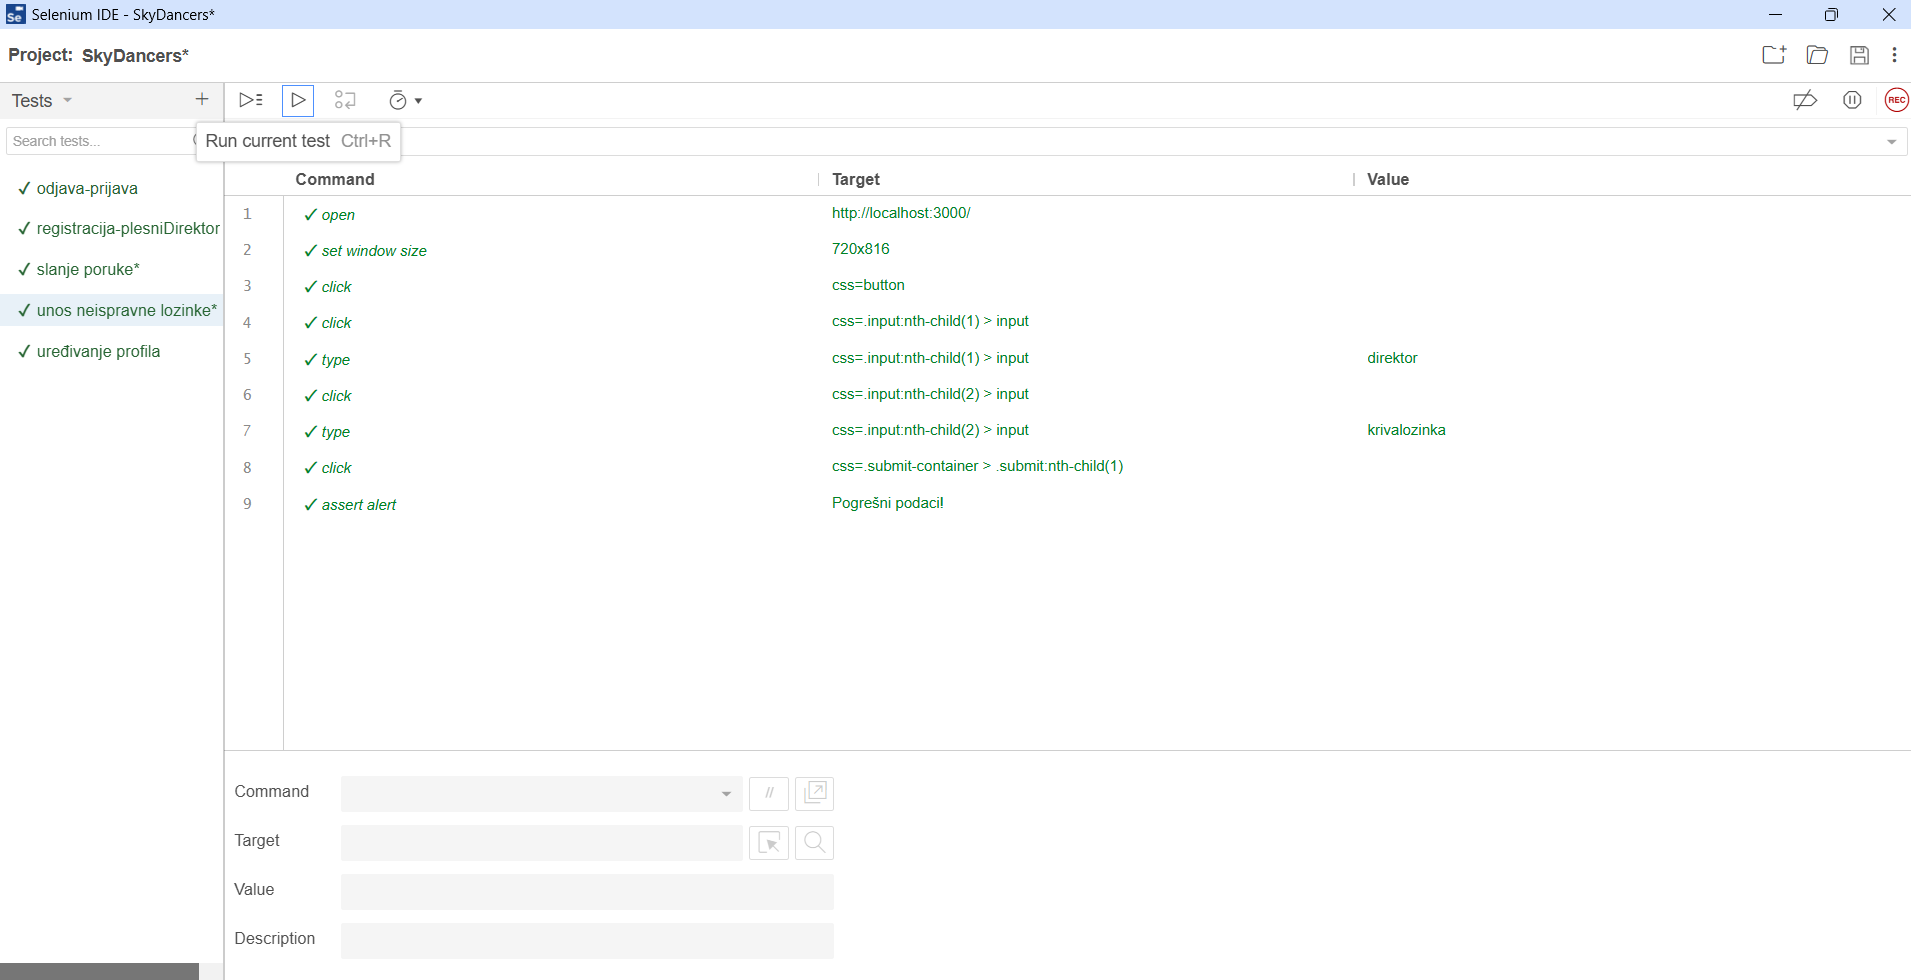 Selenium IDE - SkyDancers*
Project: SkyDancers*
Tests
REC
Search tests...
Run current test Ctrl+R
Command Target Value
odjava-prijava
registracija-plesniDirektor
slanje poruke*
unos neispravne lozinke*
uređivanje profila
1 open http://localhost:3000/
2 set window size 720x816
3 click css=button
4 click css=.input:nth-child(1) > input
5 type css=.input:nth-child(1) > input direktor
6 click css=.input:nth-child(2) > input
7 type css=.input:nth-child(2) > input krivalozinka
8 click css=.submit-container > .submit:nth-child(1)
9 assert alert Pogrešni podaci!
Command //
Target
Value
Description